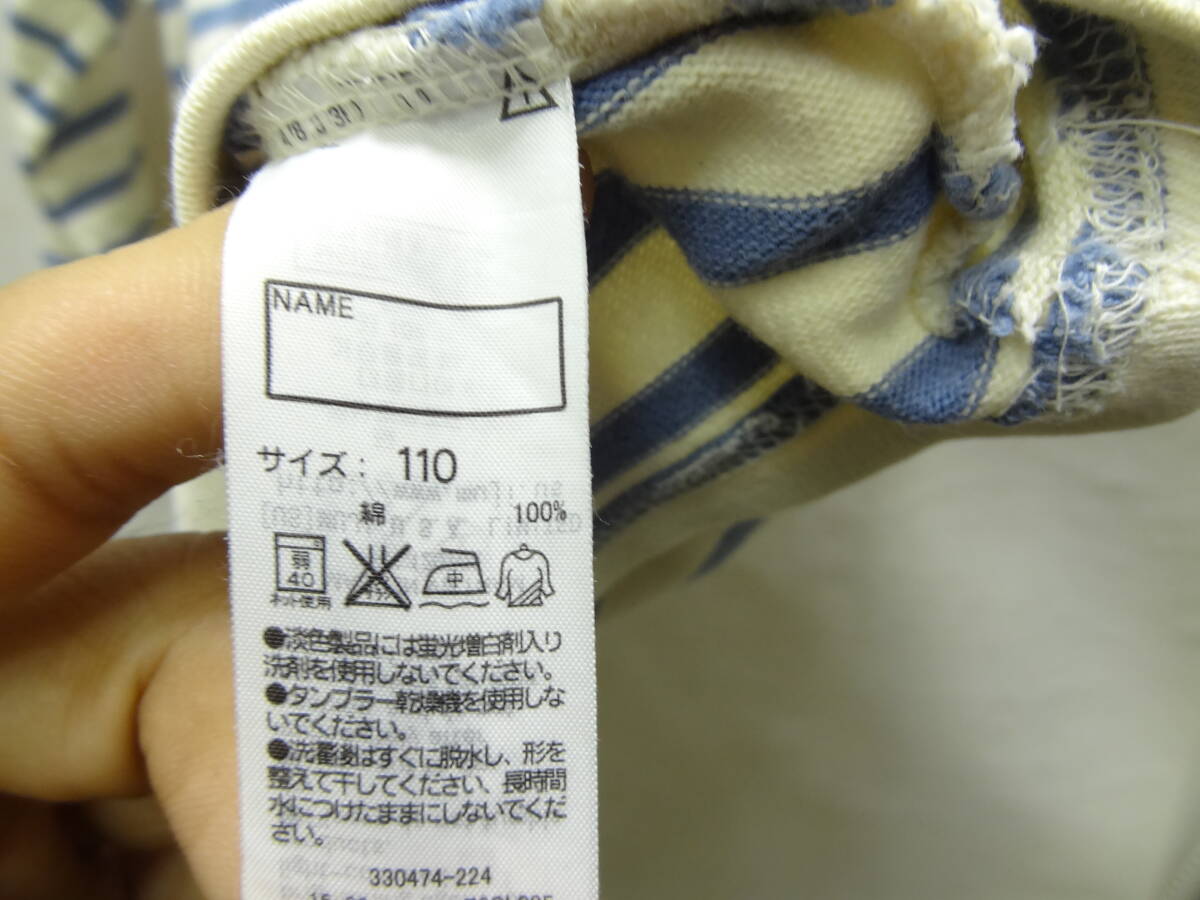 NAME
サイズ: 110
綿 100%
弱
40
ネット使用
中
●淡色製品には蛍光増白剤入り
洗剤を使用しないでください。
●タンブラー乾燥機を使用しな
いでください。
●洗濯後はすぐに脱水し、形を
整えて干してください、長時間
水につけたままにしないでくだ
さい。
330474-224